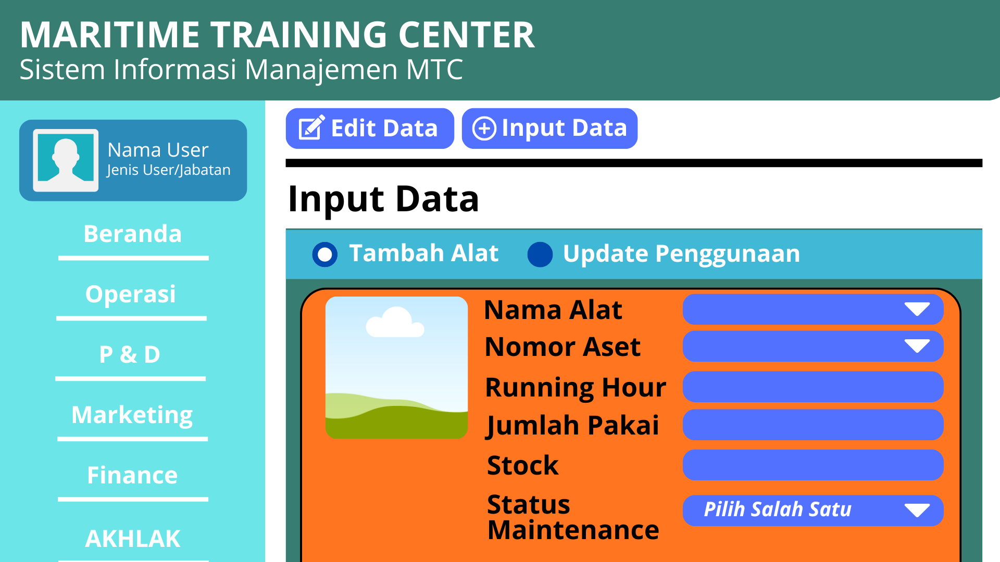 MARITIME TRAINING CENTER
Sistem Informasi Manajemen MTC
Nama User
Jenis User/Jabatan
Beranda
Operasi
P & D
Marketing
Finance
AKHLAK
Edit Data
Input Data
Input Data
Tambah Alat
Update Penggunaan
Nama Alat
Nomor Aset
Running Hour
Jumlah Pakai
Stock
Status
Maintenance
Pilih Salah Satu